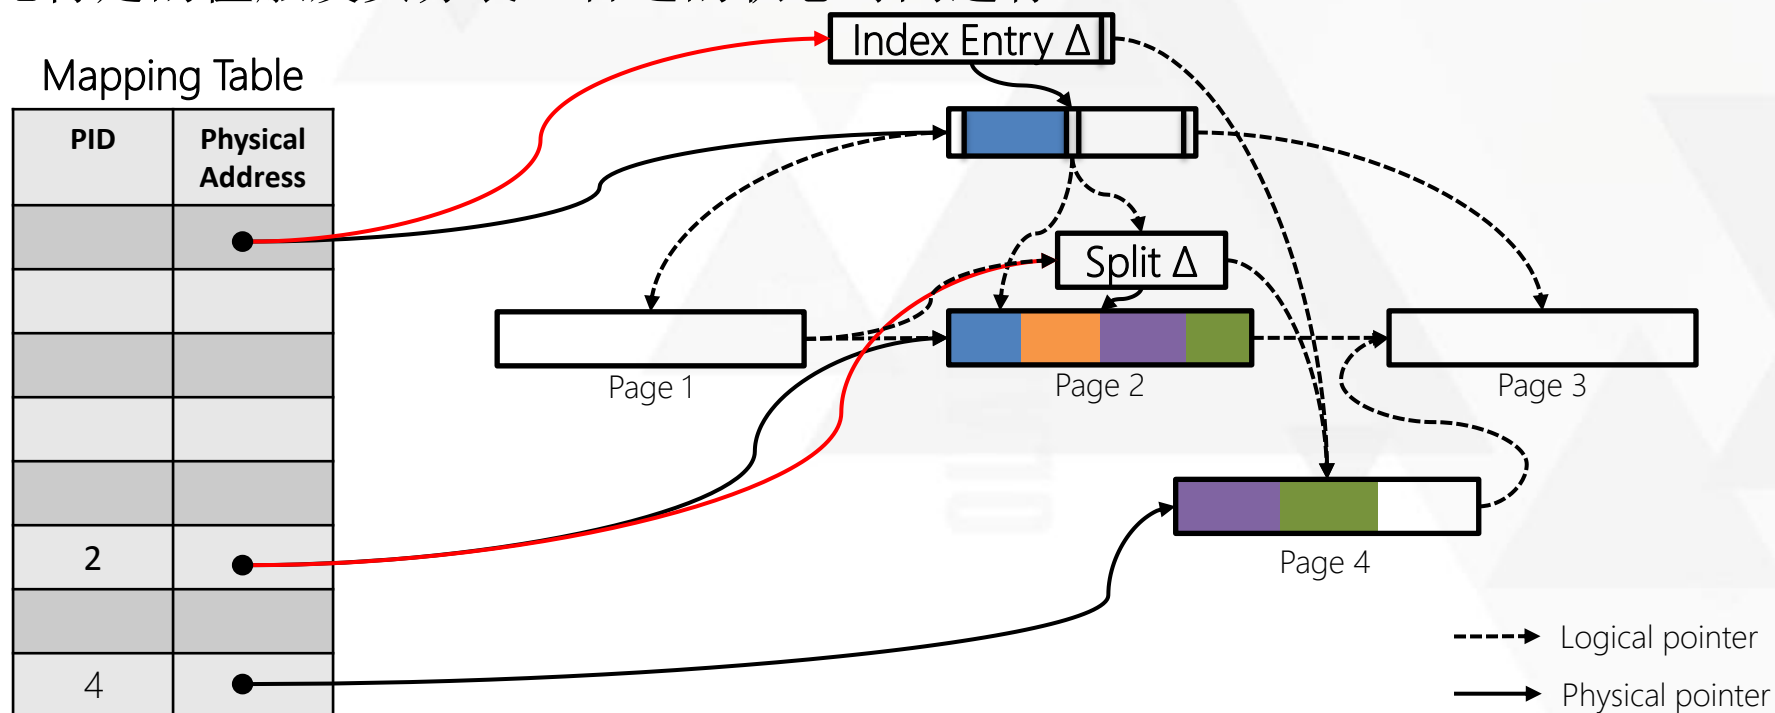 Index Entry Δ
Mapping Table
PID
Physical
Address
Split Δ
Page 1
Page 2
Page 3
2
Page 4
4
Logical pointer
Physical pointer